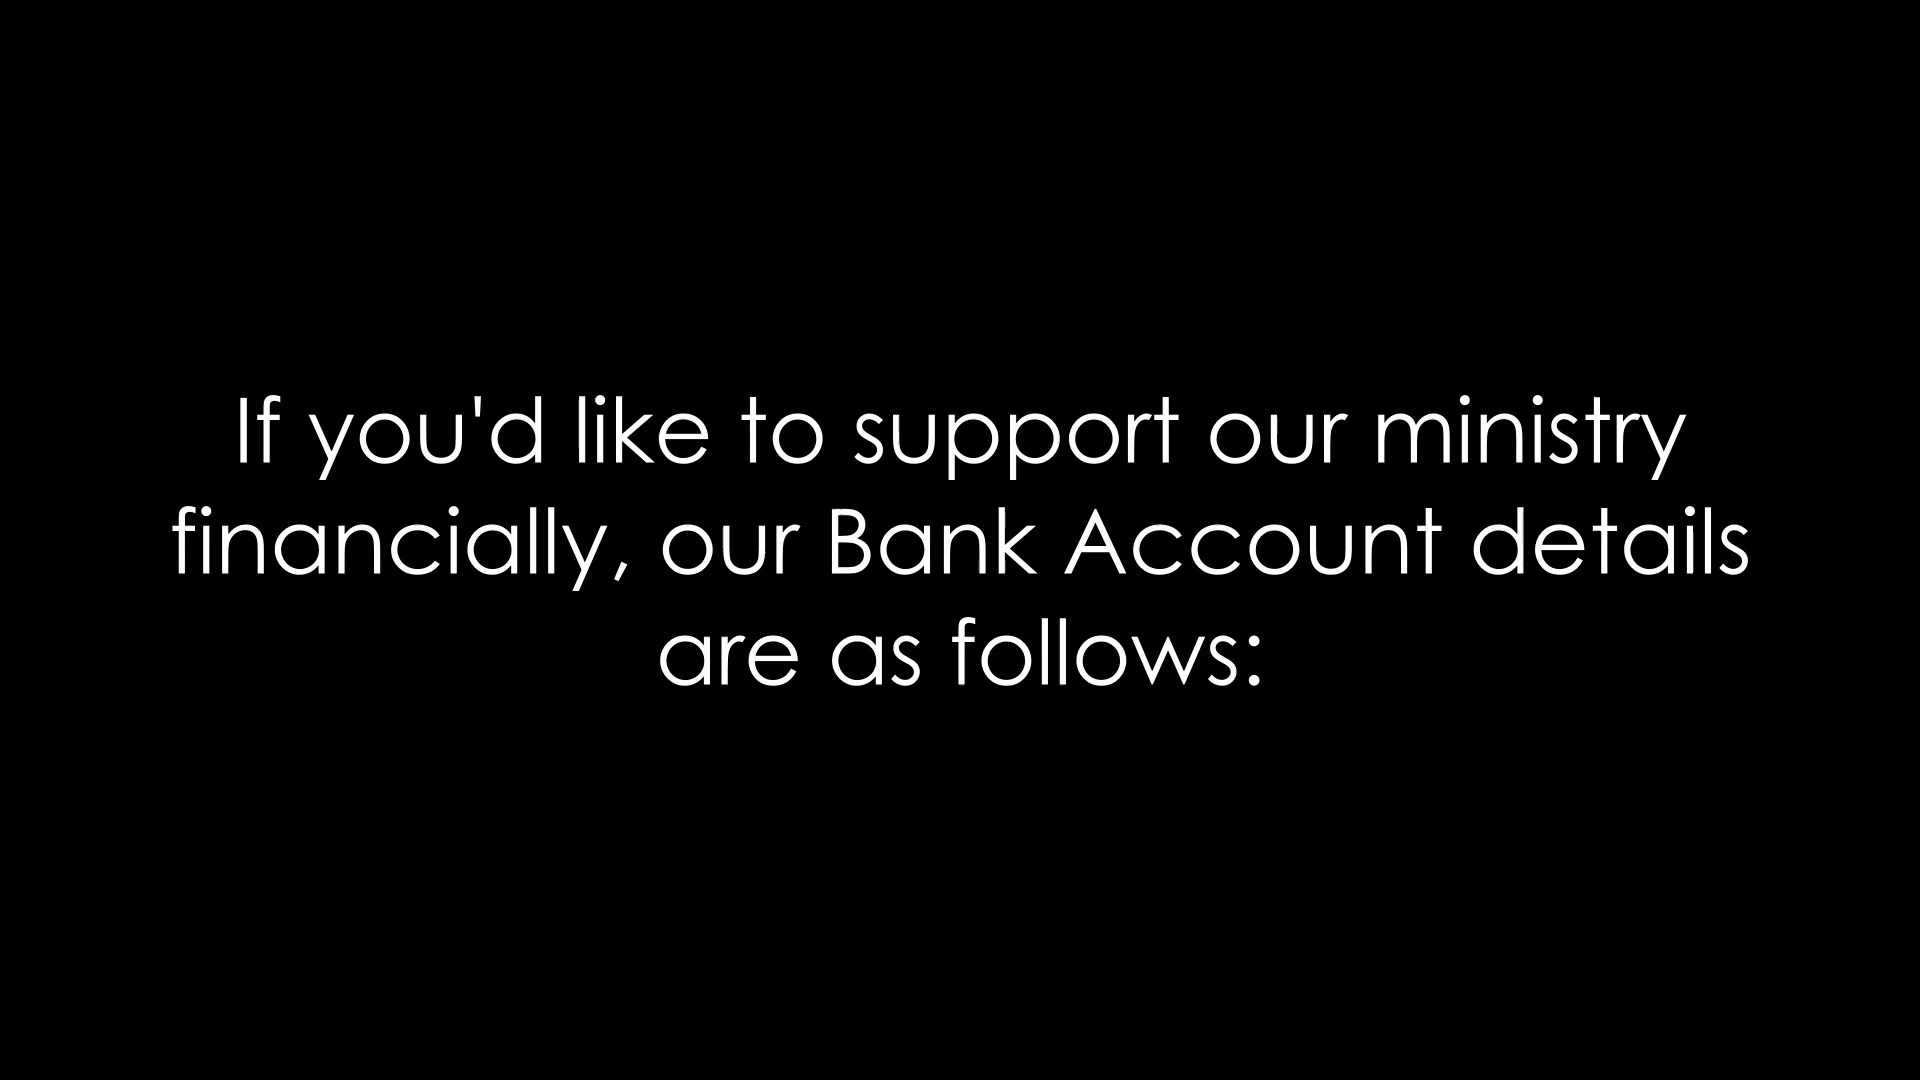 If you'd like to support our ministry
financially, our Bank Account details
are as follows: